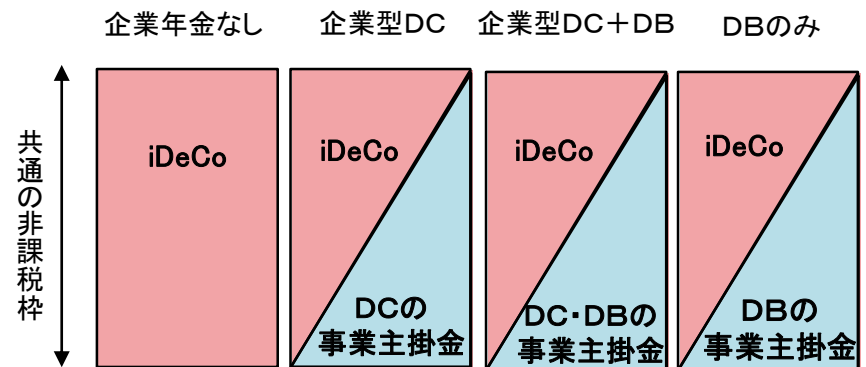 企業年金なし
企業型DC
企業型DC+DB
DBのみ
共通の非課税枠
iDeCo
iDeCo
iDeCo
iDeCo
DCの
事業主掛金
DC・DBの
事業主掛金
DBの
事業主掛金